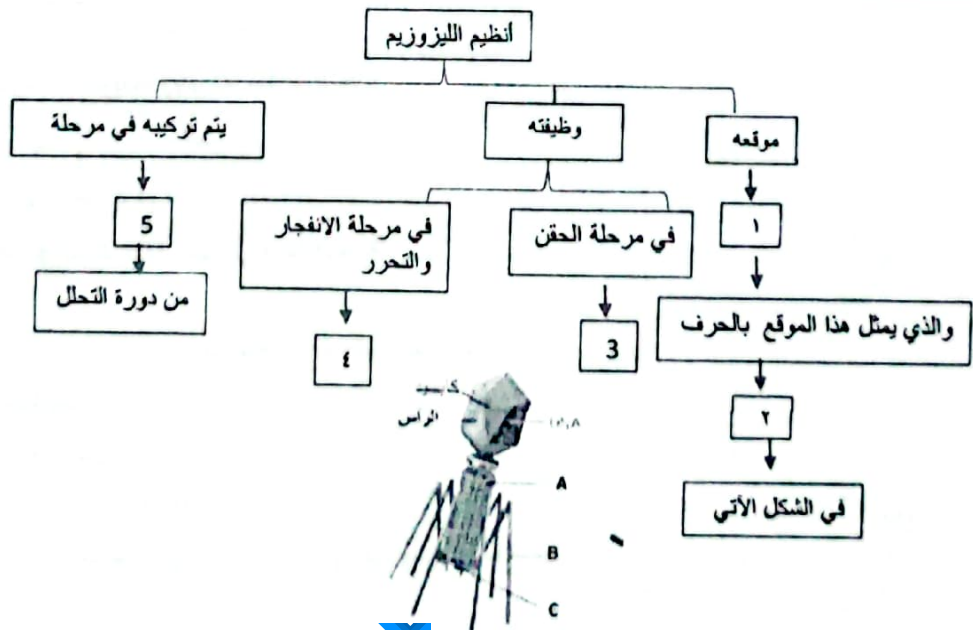 أنظيم الليزوزيم
موقعه
وظيفته
يتم تركيبه في مرحلة
١
في مرحلة الحقن
في مرحلة الانفجار
والتحرر
5
والذي يمثل هذا الموقع بالحرف
3
٤
من دورة التحلل
٢
في الشكل الآتي
الراس
A
B
C